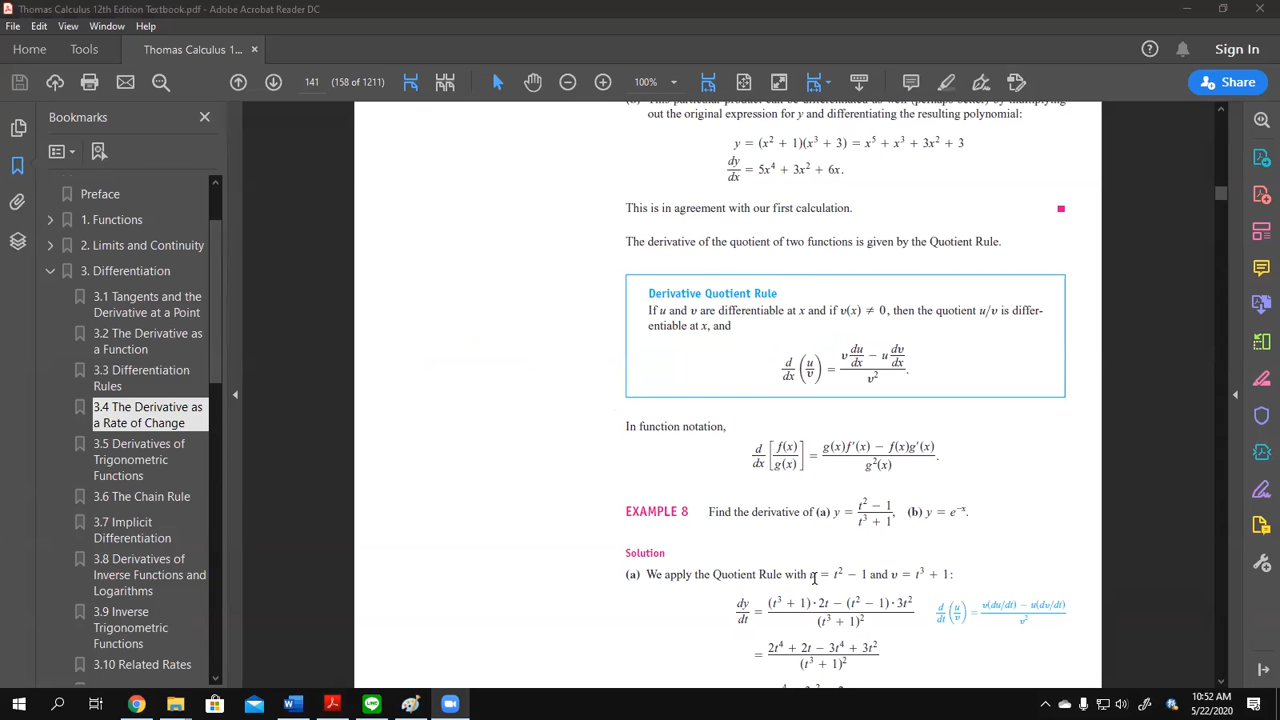 Thomas Calculus 12th Edition Textbook.pdf - Adobe Acrobat Reader DC
File Edit View Window Help
Home Tools Thomas Calculus 1... × Sign In
141 (158 of 1211) 100% Share
Bookmarks
Preface
1. Functions
2. Limits and Continuity
3. Differentiation
3.1 Tangents and the
Derivative at a Point
3.2 The Derivative as
a Function
3.3 Differentiation
Rules
3.4 The Derivative as
a Rate of Change
3.5 Derivatives of
Trigonometric
Functions
3.6 The Chain Rule
3.7 Implicit
Differentiation
3.8 Derivatives of
Inverse Functions and
Logarithms
3.9 Inverse
Trigonometric
Functions
3.10 Related Rates
out the original expression for y and differentiating the resulting polynomial:
y = (x² + 1)(x³ + 3) = x⁵ + x³ + 3x² + 3
dy/dx = 5x⁴ + 3x² + 6x.
This is in agreement with our first calculation.
The derivative of the quotient of two functions is given by the Quotient Rule.
Derivative Quotient Rule
If u and v are differentiable at x and if v(x) ≠ 0, then the quotient u/v is differ-
entiable at x, and
d/dx (u/v) = (v du/dx − u dv/dx) / v².
In function notation,
d/dx [f(x)/g(x)] = (g(x)f′(x) − f(x)g′(x)) / g²(x).
EXAMPLE 8 Find the derivative of (a) y = (t² − 1)/(t³ + 1), (b) y = e⁻ˣ.
Solution
(a) We apply the Quotient Rule with = t² − 1 and v = t³ + 1:
dy/dt = ((t³ + 1) · 2t − (t² − 1) · 3t²) / (t³ + 1)² d/dt (u/v) = (v(du/dt) − u(dv/dt)) / v²
= (2t⁴ + 2t − 3t⁴ + 3t²) / (t³ + 1)²
10:52 AM
5/22/2020